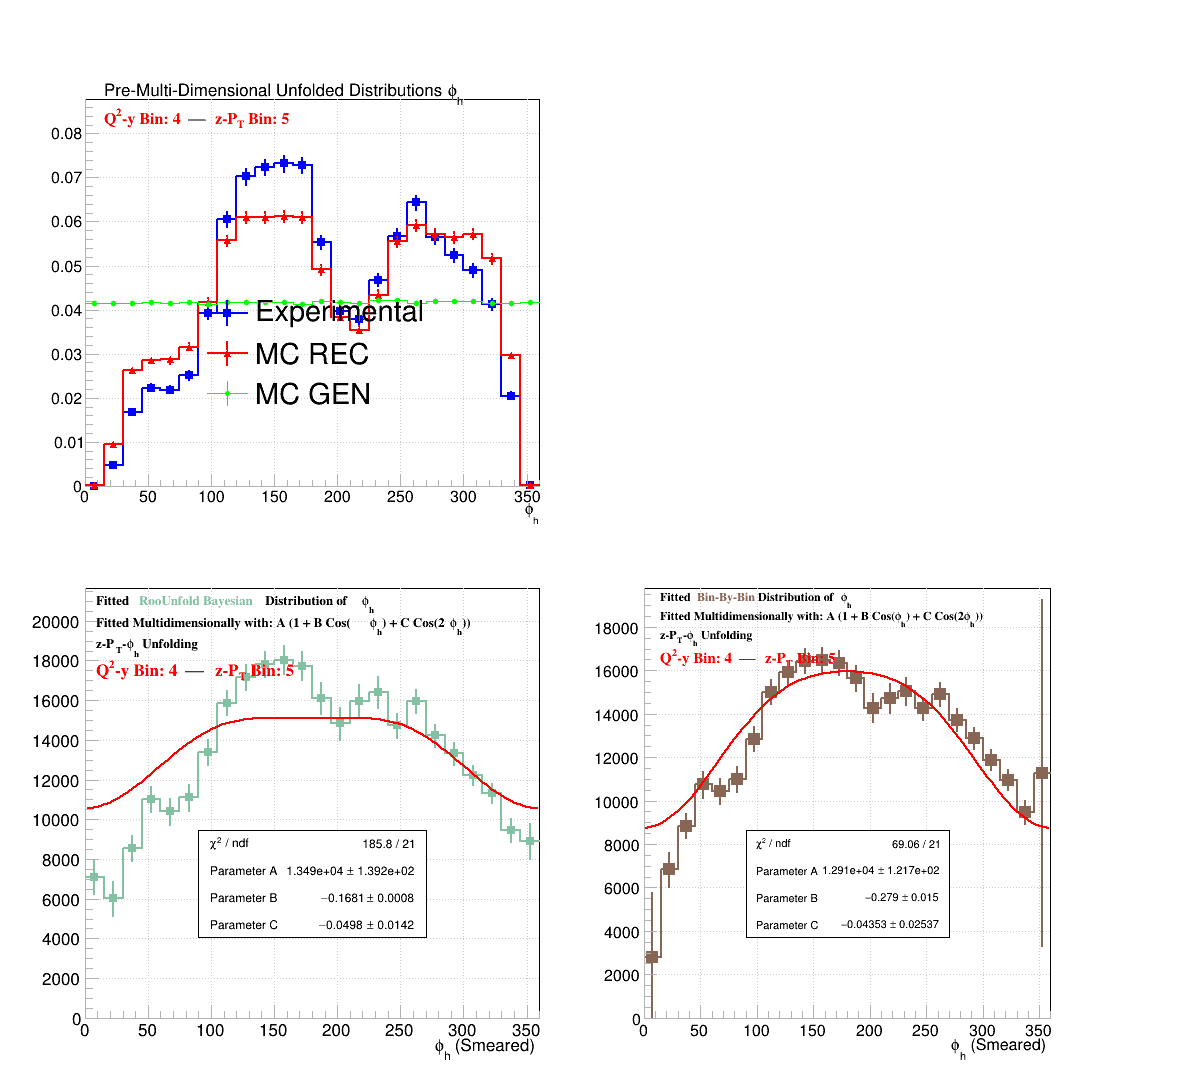 Pre-Multi-Dimensional Unfolded Distributions ϕh
Q²-y Bin: 4 — z-PT Bin: 5
0.08
0.07
0.06
0.05
0.04
0.03
0.02
0.01
0
Experimental
MC REC
MC GEN
0 50 100 150 200 250 300 350
ϕh
Fitted RooUnfold Bayesian Distribution of ϕh
Fitted Multidimensionally with: A (1 + B Cos( ϕh) + C Cos(2 ϕh))
z-PT-ϕh Unfolding
Q²-y Bin: 4 — z-PT Bin: 5
20000
18000
16000
14000
12000
10000
8000
6000
4000
2000
0
χ² / ndf 185.8 / 21
Parameter A 1.349e+04 ± 1.392e+02
Parameter B −0.1681 ± 0.0008
Parameter C −0.0498 ± 0.0142
0 50 100 150 200 250 300 350
ϕh (Smeared)
Fitted Bin-By-Bin Distribution of ϕh
Fitted Multidimensionally with: A (1 + B Cos(ϕh) + C Cos(2ϕh))
z-PT-ϕh Unfolding
Q²-y Bin: 4 — z-PT Bin: 5
18000
16000
14000
12000
10000
8000
6000
4000
2000
0
χ² / ndf 69.06 / 21
Parameter A 1.291e+04 ± 1.217e+02
Parameter B −0.279 ± 0.015
Parameter C −0.04353 ± 0.02537
0 50 100 150 200 250 300 350
ϕh (Smeared)